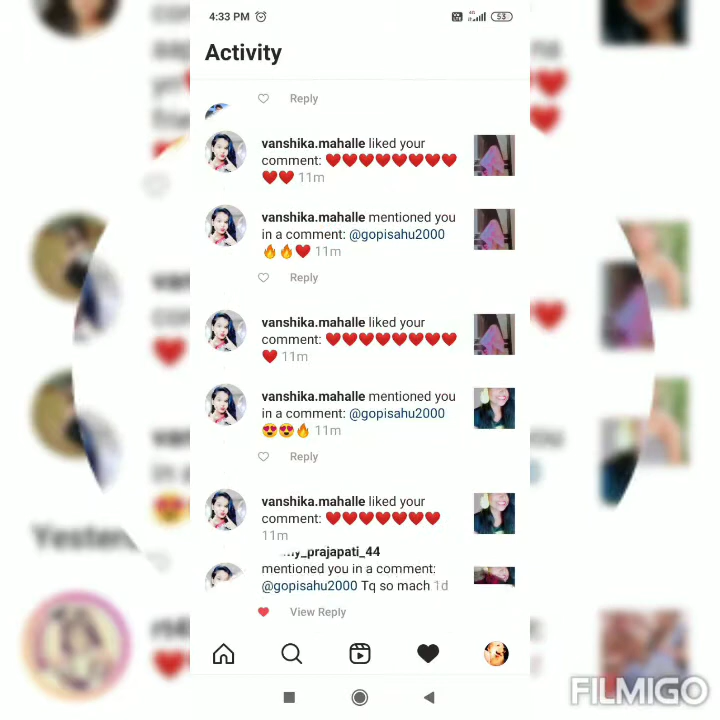 4:33 PM
53
Activity
Reply
vanshika.mahalle liked your
comment: ❤️❤️❤️❤️❤️❤️❤️❤️❤️
❤️❤️ 11m
vanshika.mahalle mentioned you
in a comment: @gopisahu2000
🔥🔥❤️ 11m
Reply
vanshika.mahalle liked your
comment: ❤️❤️❤️❤️❤️❤️❤️❤️❤️
❤️ 11m
vanshika.mahalle mentioned you
in a comment: @gopisahu2000
😍😍🔥 11m
Reply
vanshika.mahalle liked your
comment: ❤️❤️❤️❤️❤️❤️❤️❤️
11m
mentioned you in a comment:
@gopisahu2000 Tq so mach 1d
View Reply
FILMIGO